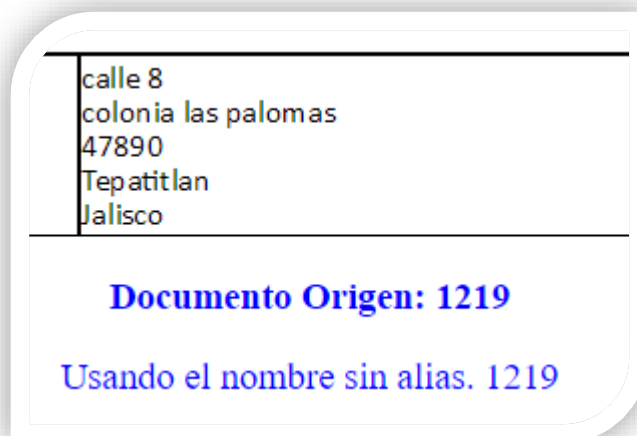 calle 8
colonia las palomas
47890
Tepatitlan
Jalisco
Documento Origen: 1219
Usando el nombre sin alias. 1219